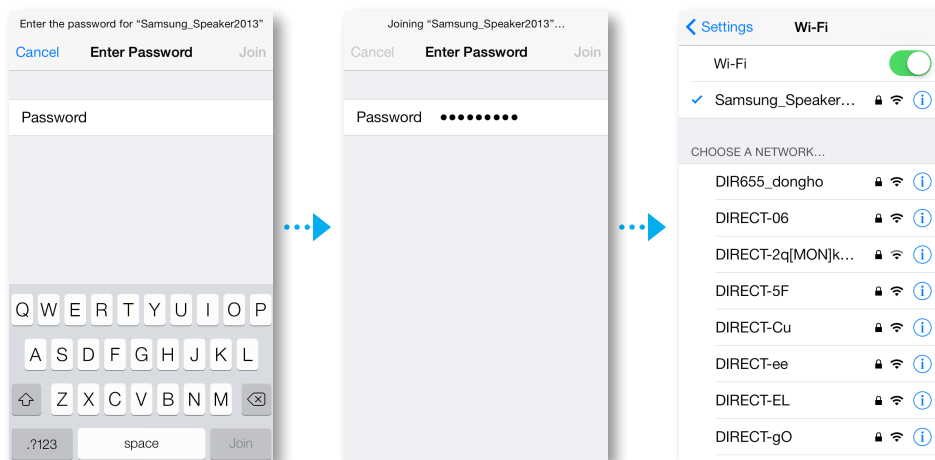 Enter the password for “Samsung_Speaker2013”
Cancel Enter Password Join
Password
Q W E R T Y U I O P
A S D F G H J K L
Z X C V B N M
.?123 space Join
Joining “Samsung_Speaker2013”...
Cancel Enter Password Join
Password ●●●●●●●●●
Settings Wi-Fi
Wi-Fi
Samsung_Speaker...
CHOOSE A NETWORK...
DIR655_dongho
DIRECT-06
DIRECT-2q[MON]k...
DIRECT-5F
DIRECT-Cu
DIRECT-ee
DIRECT-EL
DIRECT-gO